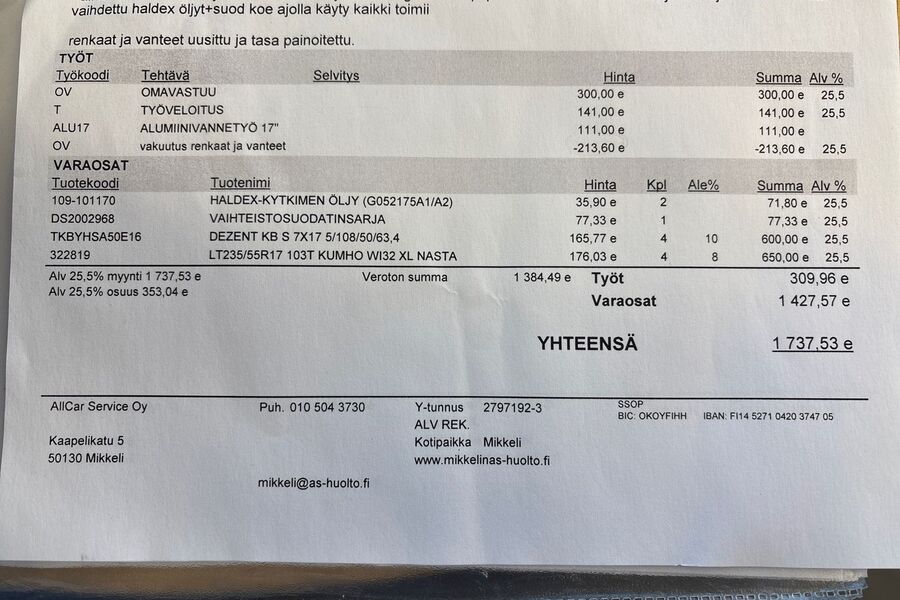 vaihdettu haldex öljyt+suod koe ajolla käyty kaikki toimii
renkaat ja vanteet uusittu ja tasa painoitettu.
TYÖT
Työkoodi Tehtävä Selvitys Hinta Summa Alv %
OV OMAVASTUU 300,00 e 300,00 e 25,5
T TYÖVELOITUS 141,00 e 141,00 e 25,5
ALU17 ALUMIINIVANNETYÖ 17" 111,00 e 111,00 e
OV vakuutus renkaat ja vanteet -213,60 e -213,60 e 25,5
VARAOSAT
Tuotekoodi Tuotenimi Hinta Kpl Ale% Summa Alv %
109-101170 HALDEX-KYTKIMEN ÖLJY (G052175A1/A2) 35,90 e 2 71,80 e 25,5
DS2002968 VAIHTEISTOSUODATINSARJA 77,33 e 1 77,33 e 25,5
TKBYHSA50E16 DEZENT KB S 7X17 5/108/50/63,4 165,77 e 4 10 600,00 e 25,5
322819 LT235/55R17 103T KUMHO WI32 XL NASTA 176,03 e 4 8 650,00 e 25,5
Alv 25,5% myynti 1 737,53 e Veroton summa 1 384,49 e Työt 309,96 e
Alv 25,5% osuus 353,04 e
Varaosat 1 427,57 e
YHTEENSÄ 1 737,53 e
AllCar Service Oy Puh. 010 504 3730 Y-tunnus 2797192-3 SSOP
ALV REK. BIC: OKOYFIHH IBAN: FI14 5271 0420 3747 05
Kaapelikatu 5 Kotipaikka Mikkeli
50130 Mikkeli www.mikkelinas-huolto.fi
mikkeli@as-huolto.fi